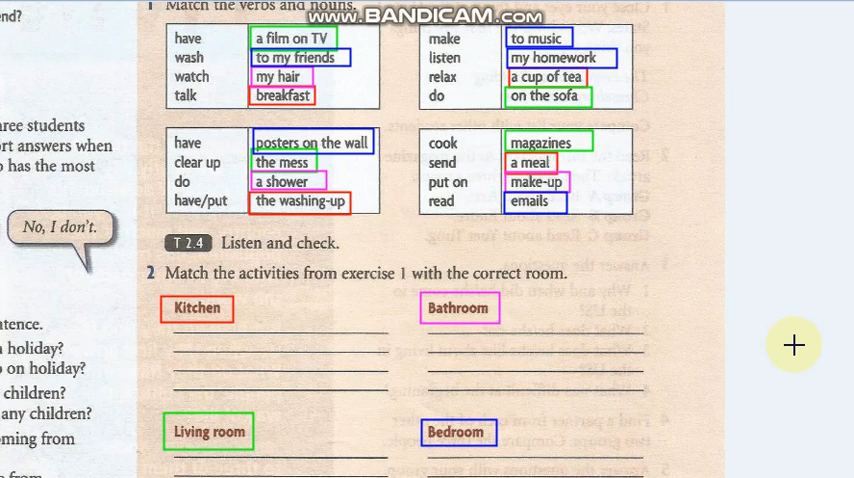 end?
1 Match the verbs and nouns.
www.BANDICAM.com
have a film on TV
wash to my friends
watch my hair
talk breakfast
make to music
listen my homework
relax a cup of tea
do on the sofa
hree students
ort answers when
o has the most
have posters on the wall
clear up the mess
do a shower
have/put the washing-up
cook magazines
send a meal
put on make-up
read emails
No, I don't.
T 2.4 Listen and check.
2 Match the activities from exercise 1 with the correct room.
Kitchen
Bathroom
ntence.
n holiday?
o on holiday?
children?
any children?
oming from
Living room
Bedroom